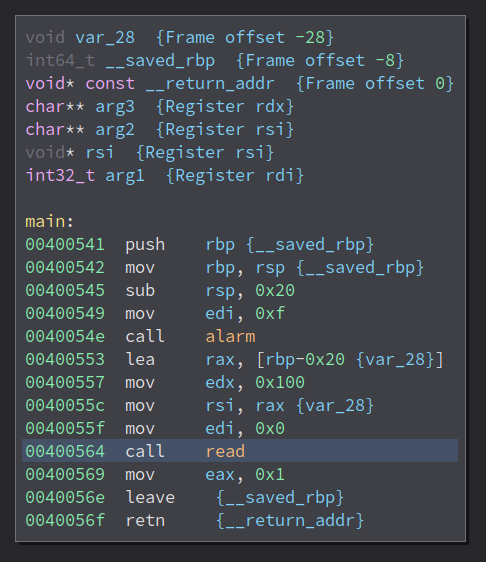 void var_28  {Frame offset -28}
int64_t __saved_rbp  {Frame offset -8}
void* const __return_addr  {Frame offset 0}
char** arg3  {Register rdx}
char** arg2  {Register rsi}
void* rsi  {Register rsi}
int32_t arg1  {Register rdi}
main:
00400541  push    rbp {__saved_rbp}
00400542  mov     rbp, rsp {__saved_rbp}
00400545  sub     rsp, 0x20
00400549  mov     edi, 0xf
0040054e  call    alarm
00400553  lea     rax, [rbp-0x20 {var_28}]
00400557  mov     edx, 0x100
0040055c  mov     rsi, rax {var_28}
0040055f  mov     edi, 0x0
00400564  call    read
00400569  mov     eax, 0x1
0040056e  leave    {__saved_rbp}
0040056f  retn     {__return_addr}